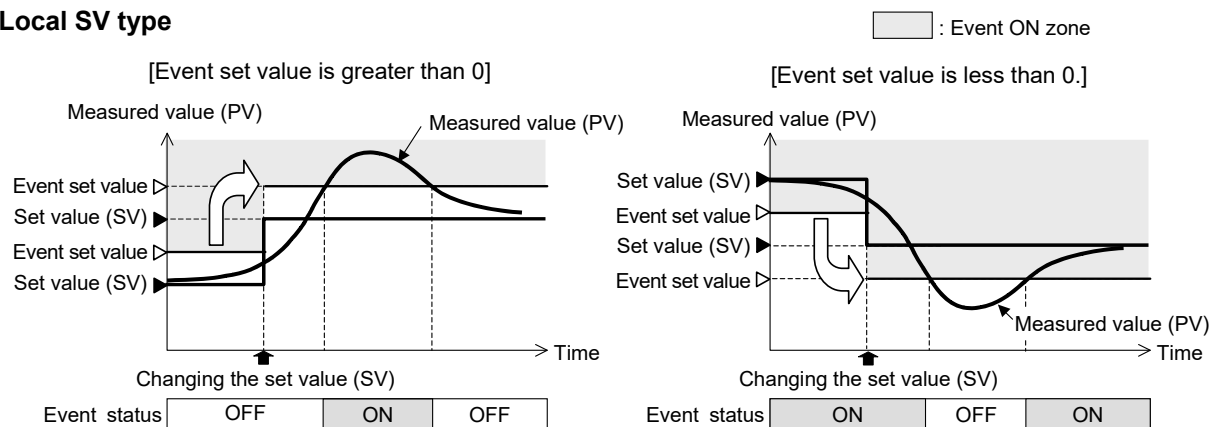 Local SV type
: Event ON zone
[Event set value is greater than 0]
Measured value (PV)
Measured value (PV)
Event set value
Set value (SV)
Event set value
Set value (SV)
Time
Changing the set value (SV)
Event status OFF ON OFF
[Event set value is less than 0.]
Measured value (PV)
Set value (SV)
Event set value
Set value (SV)
Event set value
Measured value (PV)
Time
Changing the set value (SV)
Event status ON OFF ON